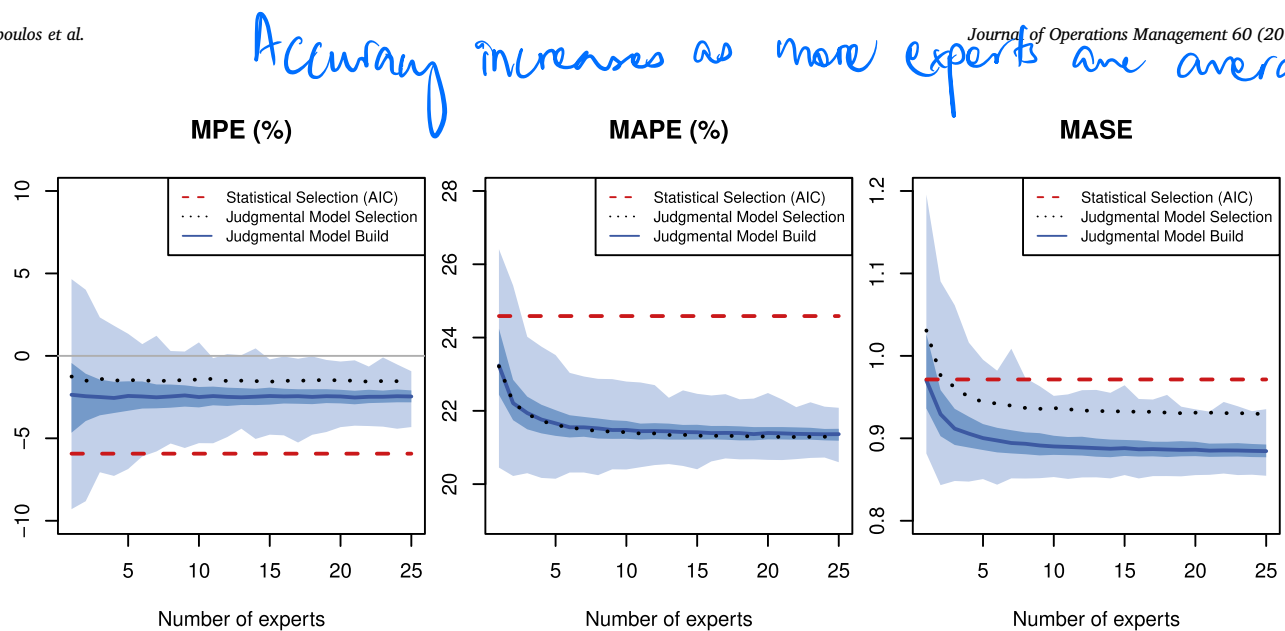 poulos et al.
Journal of Operations Management 60 (20
Accuracy increases as more experts are avera
MPE (%)
10
5
0
−5
−10
Statistical Selection (AIC)
Judgmental Model Selection
Judgmental Model Build
5 10 15 20 25
Number of experts
MAPE (%)
28
26
24
22
20
Statistical Selection (AIC)
Judgmental Model Selection
Judgmental Model Build
5 10 15 20 25
Number of experts
MASE
1.2
1.1
1.0
0.9
0.8
Statistical Selection (AIC)
Judgmental Model Selection
Judgmental Model Build
5 10 15 20 25
Number of experts